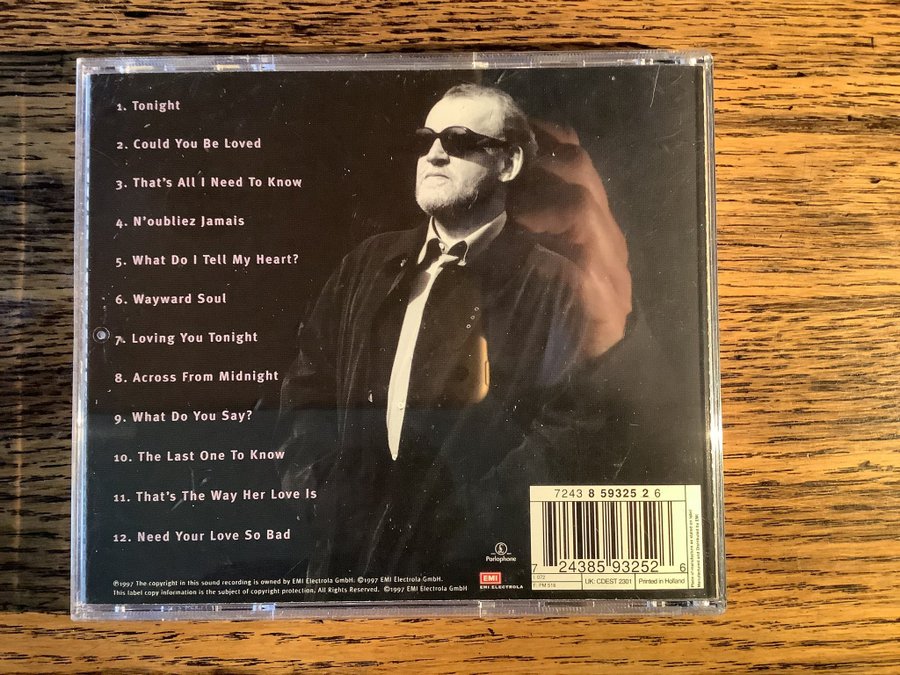 1. Tonight
2. Could You Be Loved
3. That's All I Need To Know
4. N'oubliez Jamais
5. What Do I Tell My Heart?
6. Wayward Soul
7. Loving You Tonight
8. Across From Midnight
9. What Do You Say?
10. The Last One To Know
11. That's The Way Her Love Is
12. Need Your Love So Bad
7243 8 59325 2 6
7 24385 93252 6
Parlophone
EMI
EMI ELECTROLA
I: 072
F: PM 518
UK: CDEST 2301
Printed in Holland
℗1997 The copyright in this sound recording is owned by EMI Electrola GmbH. ©1997 EMI Electrola GmbH.
This label copy information is the subject of copyright protection. All Rights Reserved. ©1997 EMI Electrola GmbH